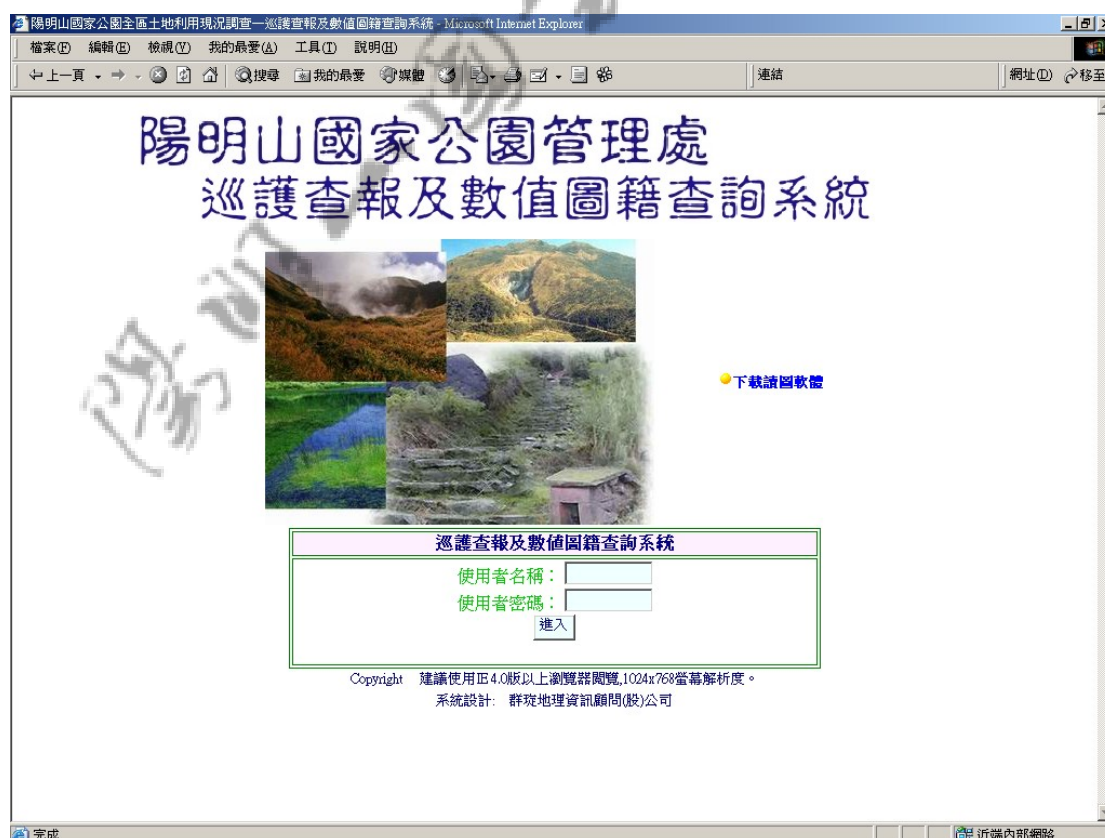 陽明山國家公園全區土地利用現況調查—巡護查報及數值圖籍查詢系統 - Microsoft Internet Explorer
檔案(F) 編輯(E) 檢視(V) 我的最愛(A) 工具(T) 說明(H)
上一頁 搜尋 我的最愛 媒體 連結 網址(D) 移至
陽明山國家公園管理處
巡護查報及數值圖籍查詢系統
下載讀圖軟體
巡護查報及數值圖籍查詢系統
使用者名稱：
使用者密碼：
進入
Copyright 建議使用IE 4.0版以上瀏覽器閱覽,1024x768螢幕解析度。
系統設計: 群琁地理資訊顧問(股)公司
完成 近端內部網路